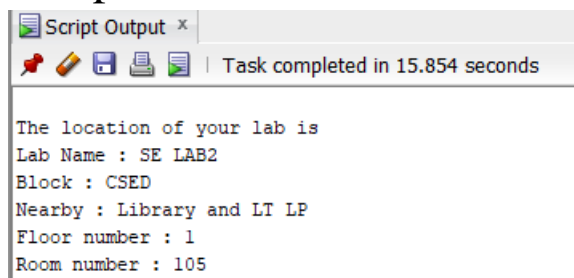 Script Output x
Task completed in 15.854 seconds
The location of your lab is
Lab Name : SE LAB2
Block : CSED
Nearby : Library and LT LP
Floor number : 1
Room number : 105